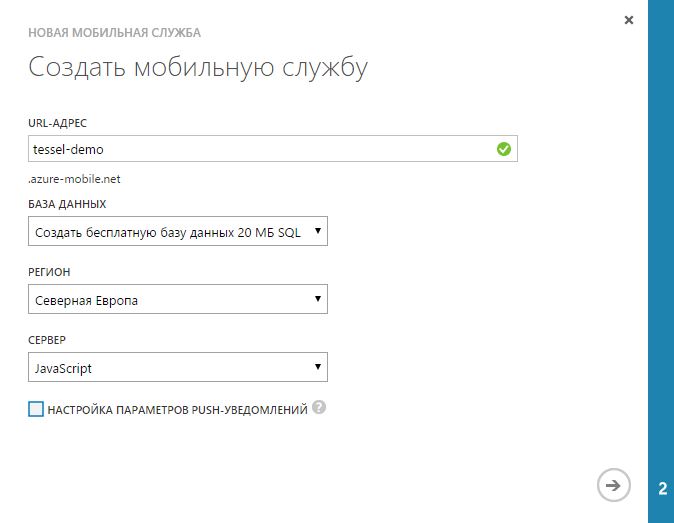 НОВАЯ МОБИЛЬНАЯ СЛУЖБА
Создать мобильную службу
URL-АДРЕС
tessel-demo
.azure-mobile.net
БАЗА ДАННЫХ
Создать бесплатную базу данных 20 МБ SQL
РЕГИОН
Северная Европа
СЕРВЕР
JavaScript
НАСТРОЙКА ПАРАМЕТРОВ PUSH-УВЕДОМЛЕНИЙ ?
2